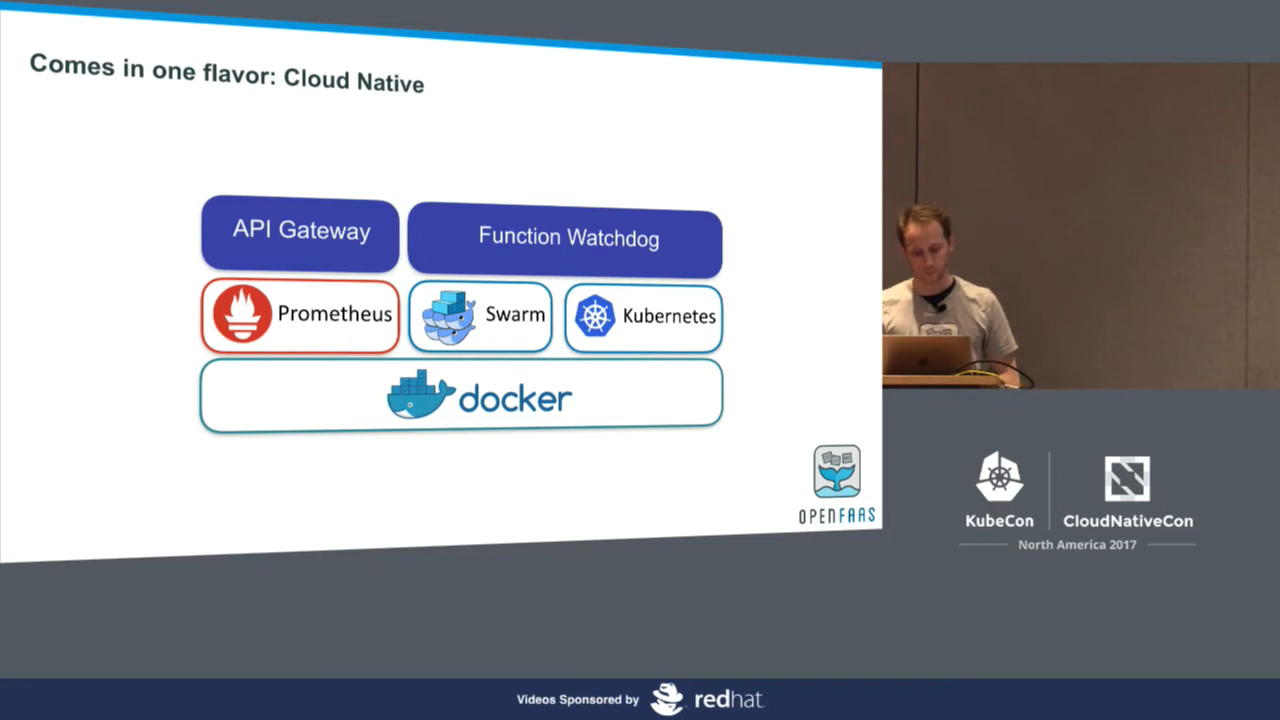 Comes in one flavor: Cloud Native
API Gateway
Function Watchdog
Prometheus
Swarm
Kubernetes
docker
OPENFAAS
KubeCon
CloudNativeCon
North America 2017
Videos Sponsored by
redhat